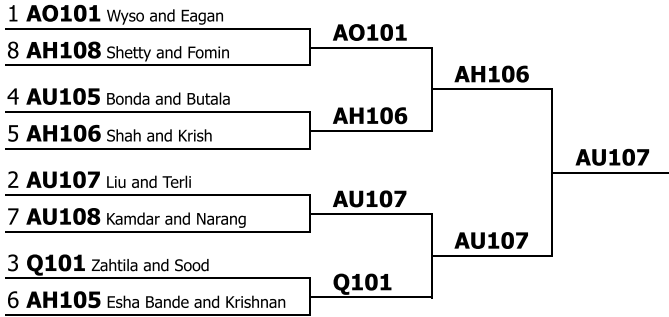 1 AO101 Wyso and Eagan
8 AH108 Shetty and Fomin
4 AU105 Bonda and Butala
5 AH106 Shah and Krish
2 AU107 Liu and Terli
7 AU108 Kamdar and Narang
3 Q101 Zahtila and Sood
6 AH105 Esha Bande and Krishnan
AO101
AH106
AU107
Q101
AH106
AU107
AU107